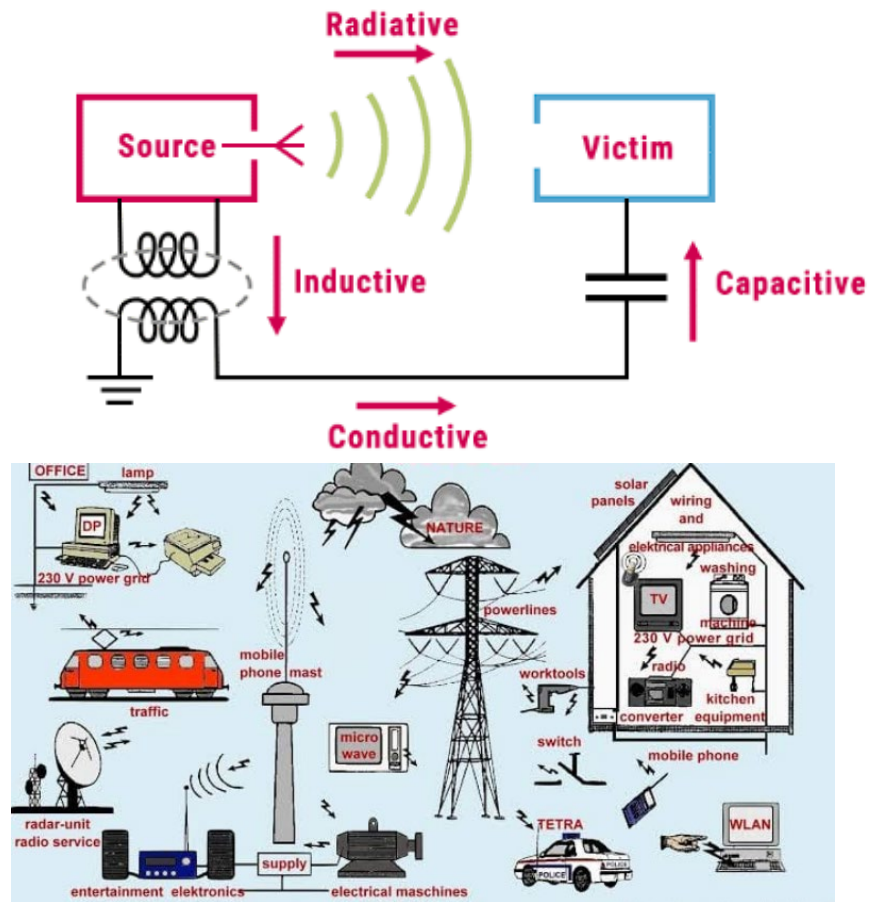 Radiative
Source
Victim
Inductive
Capacitive
Conductive
OFFICE
lamp
DP
230 V power grid
NATURE
solar
panels
wiring
and
elektrical appliances
washing
TV
machine
230 V power grid
radio
converter
kitchen
equipment
powerlines
worktools
mobile
phone mast
traffic
micro
wave
switch
mobile phone
radar-unit
radio service
TETRA
POLICE
POLICE
WLAN
supply
entertainment elektronics
electrical maschines